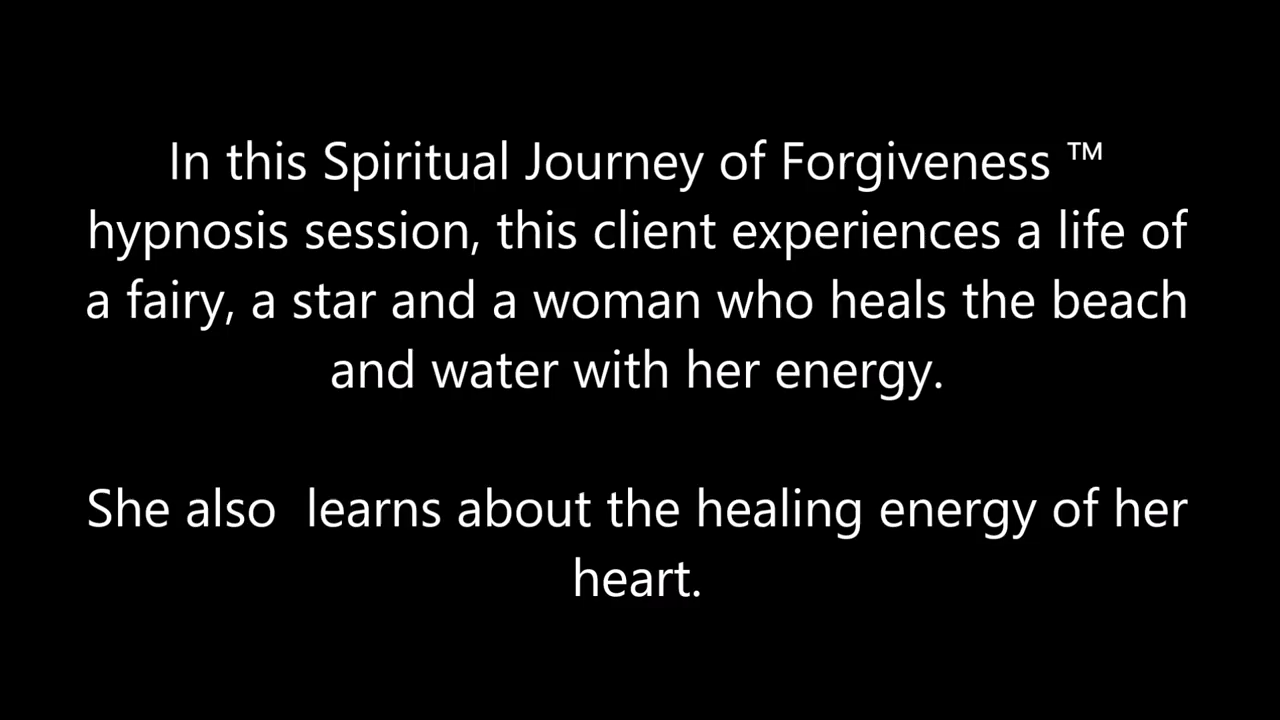 In this Spiritual Journey of Forgiveness ™
hypnosis session, this client experiences a life of
a fairy, a star and a woman who heals the beach
and water with her energy.
She also  learns about the healing energy of her
heart.